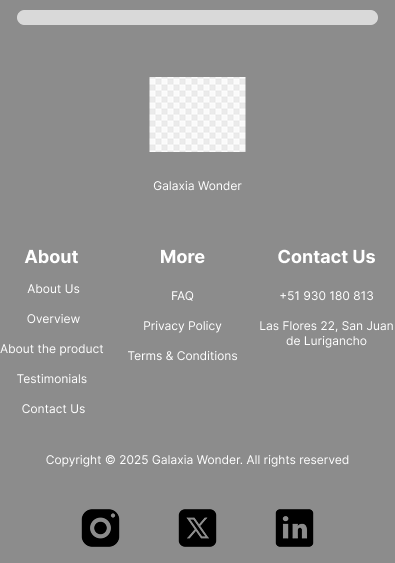 Galaxia Wonder
About
About Us
Overview
About the product
Testimonials
Contact Us
More
FAQ
Privacy Policy
Terms & Conditions
Contact Us
+51 930 180 813
Las Flores 22, San Juan
de Lurigancho
Copyright © 2025 Galaxia Wonder. All rights reserved